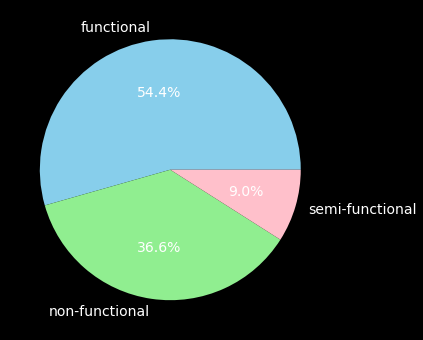 functional
54.4%
9.0%
semi-functional
36.6%
non-functional